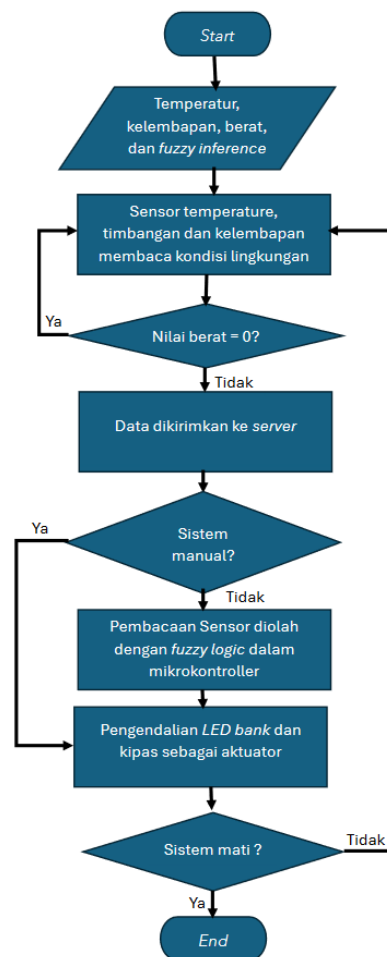 Start
Temperatur,
kelembapan, berat,
dan fuzzy inference
Sensor temperature,
timbangan dan kelembapan
membaca kondisi lingkungan
Ya
Nilai berat = 0?
Tidak
Data dikirimkan ke server
Ya
Sistem
manual?
Tidak
Pembacaan Sensor diolah
dengan fuzzy logic dalam
mikrokontroller
Pengendalian LED bank dan
kipas sebagai aktuator
Sistem mati ?
Tidak
Ya
End